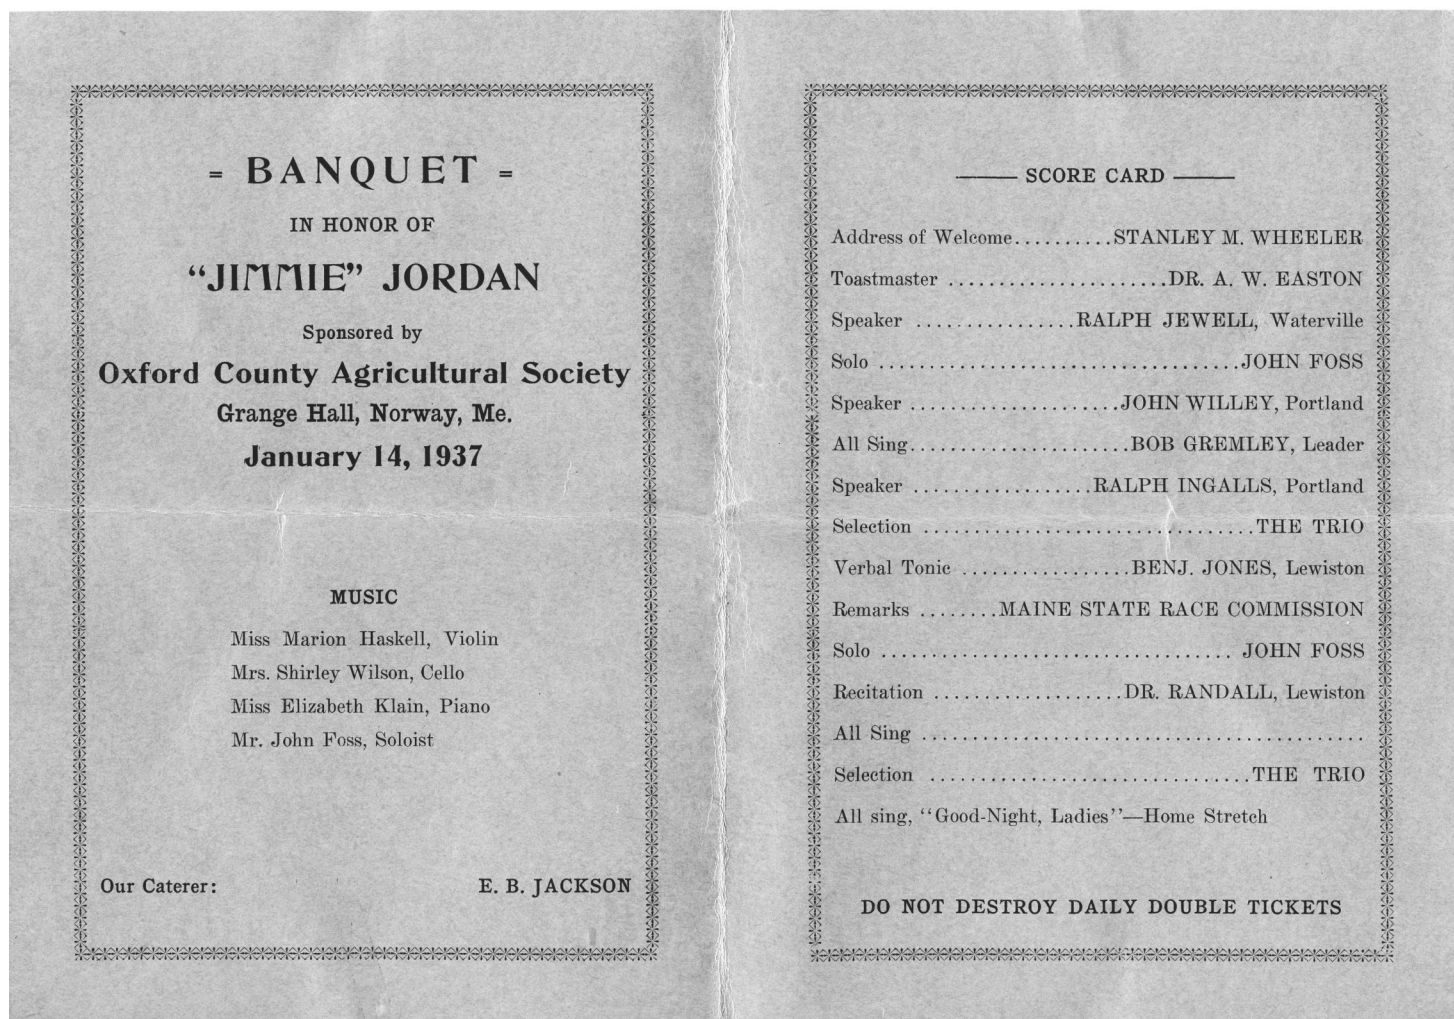 = BANQUET =
IN HONOR OF
“JIMMIE” JORDAN
Sponsored by
Oxford County Agricultural Society
Grange Hall, Norway, Me.
January 14, 1937
MUSIC
Miss Marion Haskell, Violin
Mrs. Shirley Wilson, Cello
Miss Elizabeth Klain, Piano
Mr. John Foss, Soloist
Our Caterer: E. B. JACKSON
SCORE CARD
Address of Welcome..........STANLEY M. WHEELER
Toastmaster ......................DR. A. W. EASTON
Speaker ................RALPH JEWELL, Waterville
Solo ....................................JOHN FOSS
Speaker .....................JOHN WILLEY, Portland
All Sing......................BOB GREMLEY, Leader
Speaker ..................RALPH INGALLS, Portland
Selection .................................THE TRIO
Verbal Tonic .................BENJ. JONES, Lewiston
Remarks ........MAINE STATE RACE COMMISSION
Solo ................................... JOHN FOSS
Recitation ...................DR. RANDALL, Lewiston
All Sing ............................................
Selection ................................THE TRIO
All sing, “Good-Night, Ladies”—Home Stretch
DO NOT DESTROY DAILY DOUBLE TICKETS